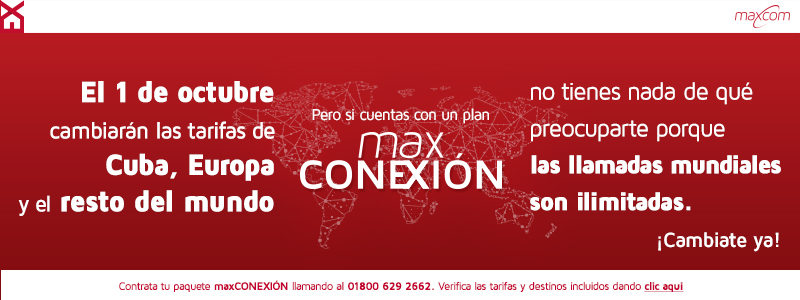 maxcom
El 1 de octubre
cambiarán las tarifas de
Cuba, Europa
y el resto del mundo
Pero si cuentas con un plan
max
CONEXIÓN
no tienes nada de qué
preocuparte porque
las llamadas mundiales
son ilimitadas.
¡Cambiate ya!
Contrata tu paquete maxCONEXIÓN llamando al 01800 629 2662. Verifica las tarifas y destinos incluidos dando clic aqui